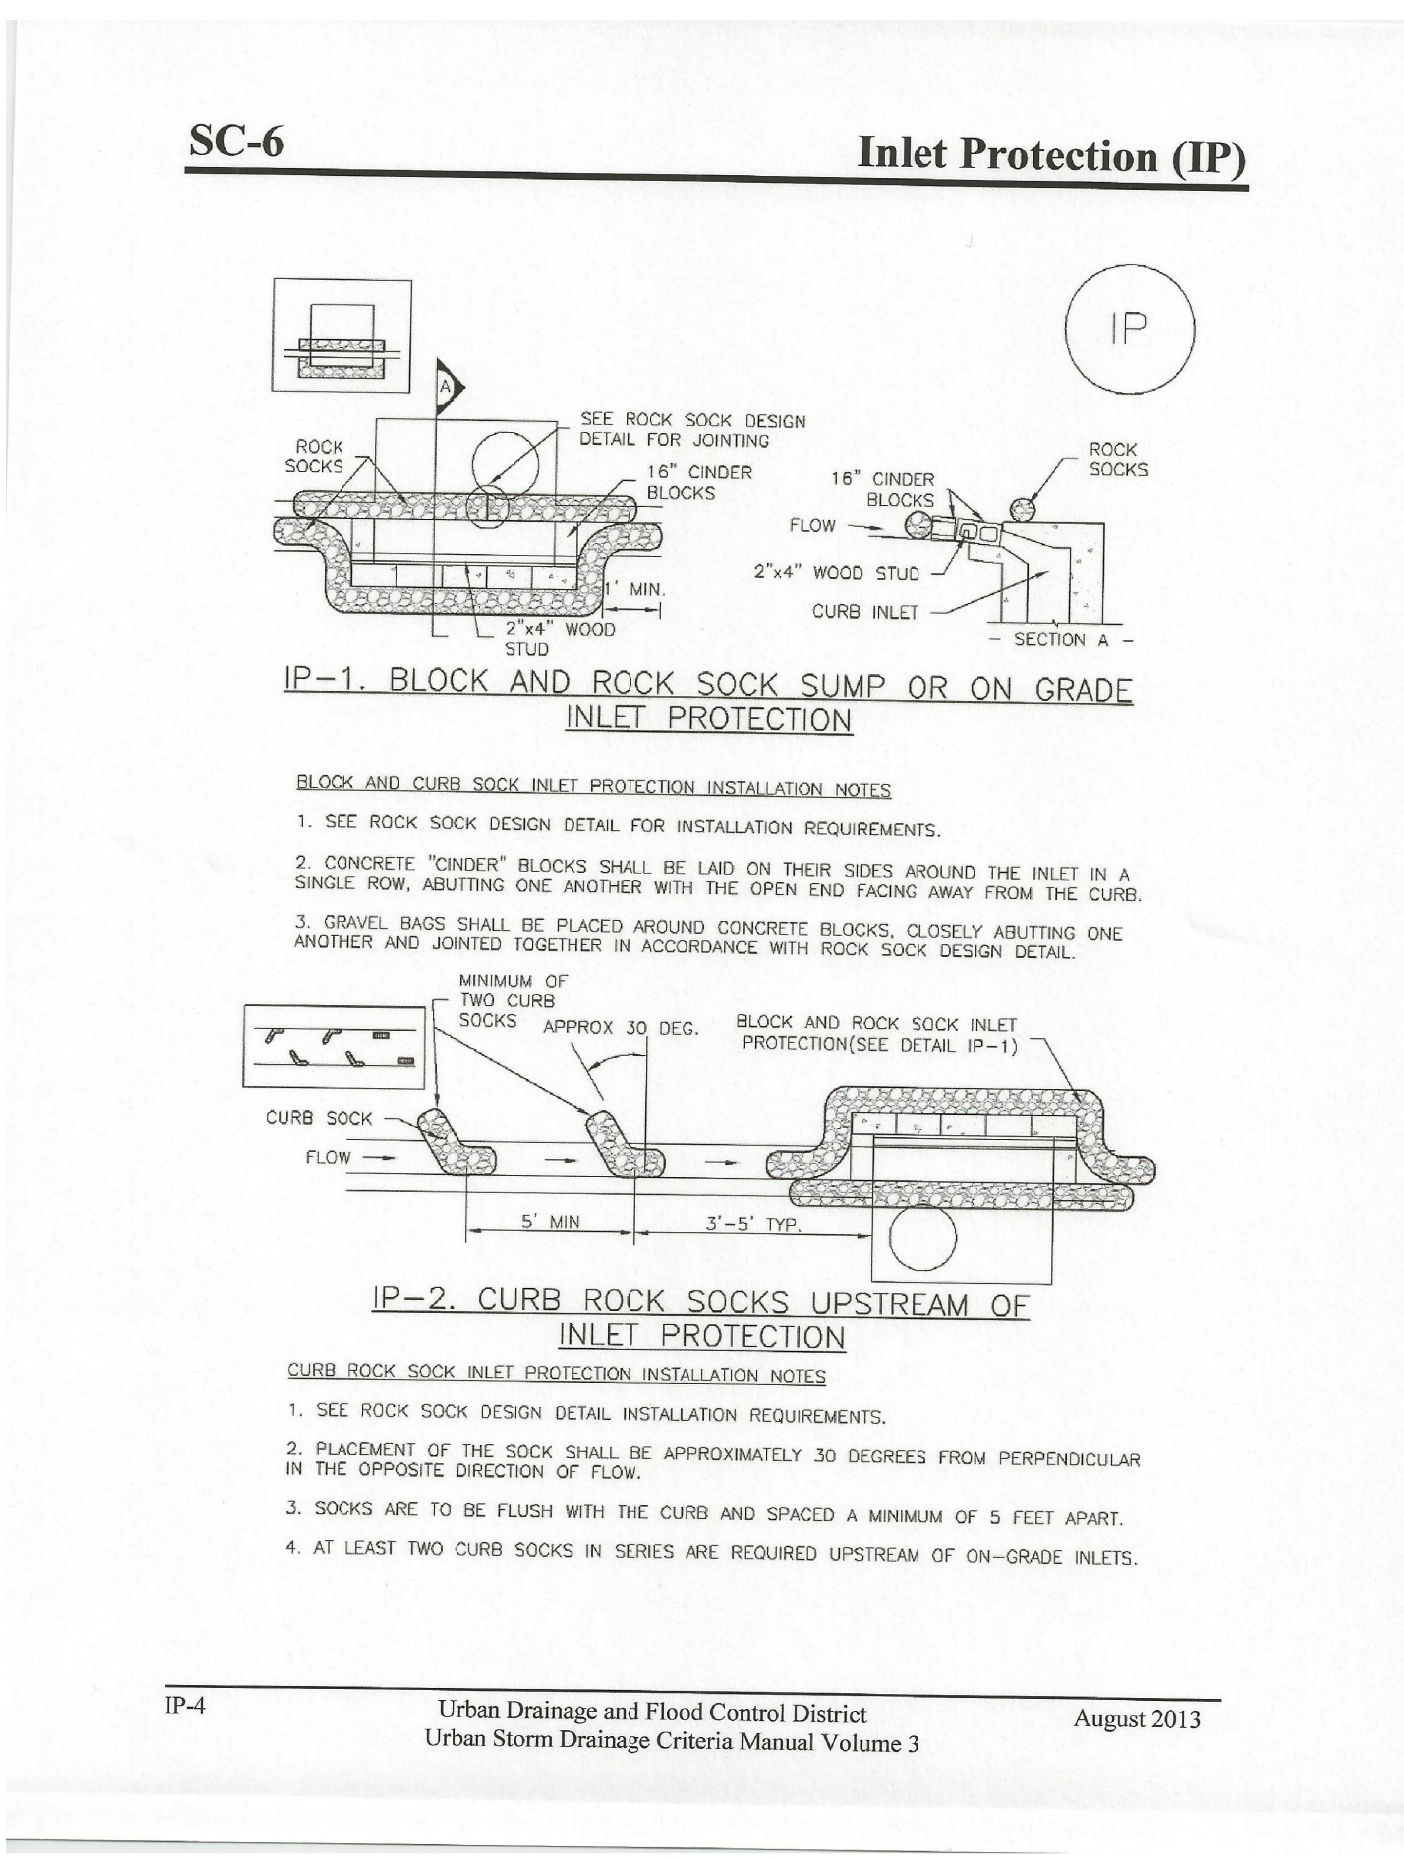 SC-6
Inlet Protection (IP)
IP
A
SEE ROCK SOCK DESIGN
DETAIL FOR JOINTING
ROCK
SOCKS
16" CINDER
BLOCKS
1' MIN.
2"x4" WOOD
STUD
ROCK
SOCKS
16" CINDER
BLOCKS
FLOW
2"x4" WOOD STUD
CURB INLET
- SECTION A -
IP-1. BLOCK AND ROCK SOCK SUMP OR ON GRADE
INLET PROTECTION
BLOCK AND CURB SOCK INLET PROTECTION INSTALLATION NOTES
1. SEE ROCK SOCK DESIGN DETAIL FOR INSTALLATION REQUIREMENTS.
2. CONCRETE "CINDER" BLOCKS SHALL BE LAID ON THEIR SIDES AROUND THE INLET IN A
SINGLE ROW, ABUTTING ONE ANOTHER WITH THE OPEN END FACING AWAY FROM THE CURB.
3. GRAVEL BAGS SHALL BE PLACED AROUND CONCRETE BLOCKS, CLOSELY ABUTTING ONE
ANOTHER AND JOINTED TOGETHER IN ACCORDANCE WITH ROCK SOCK DESIGN DETAIL.
MINIMUM OF
TWO CURB
SOCKS
APPROX 30 DEG.
BLOCK AND ROCK SOCK INLET
PROTECTION(SEE DETAIL IP-1)
CURB SOCK
FLOW
5' MIN
3'-5' TYP.
IP-2. CURB ROCK SOCKS UPSTREAM OF
INLET PROTECTION
CURB ROCK SOCK INLET PROTECTION INSTALLATION NOTES
1. SEE ROCK SOCK DESIGN DETAIL INSTALLATION REQUIREMENTS.
2. PLACEMENT OF THE SOCK SHALL BE APPROXIMATELY 30 DEGREES FROM PERPENDICULAR
IN THE OPPOSITE DIRECTION OF FLOW.
3. SOCKS ARE TO BE FLUSH WITH THE CURB AND SPACED A MINIMUM OF 5 FEET APART.
4. AT LEAST TWO CURB SOCKS IN SERIES ARE REQUIRED UPSTREAM OF ON-GRADE INLETS.
IP-4
Urban Drainage and Flood Control District
Urban Storm Drainage Criteria Manual Volume 3
August 2013